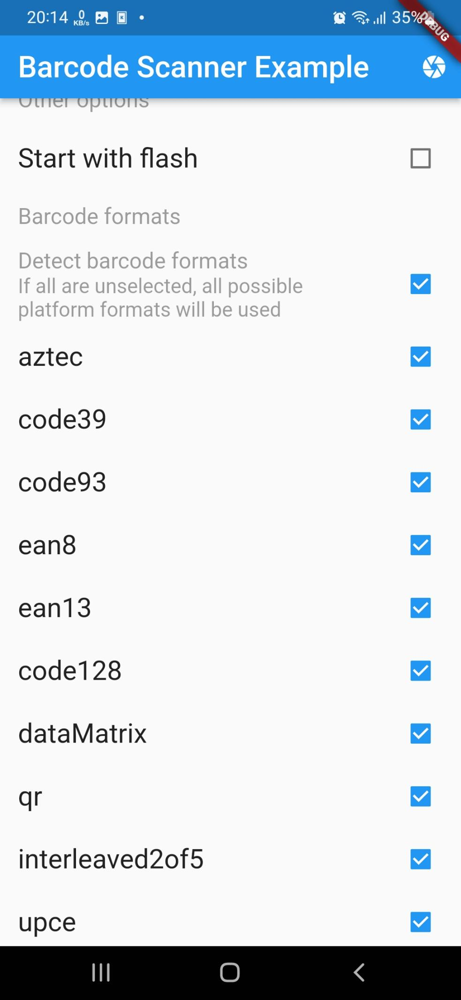 20:14 0 KB/s K 35%
DEBUG
Barcode Scanner Example
Other options
Start with flash
Barcode formats
Detect barcode formats
If all are unselected, all possible
platform formats will be used
aztec
code39
code93
ean8
ean13
code128
dataMatrix
qr
interleaved2of5
upce